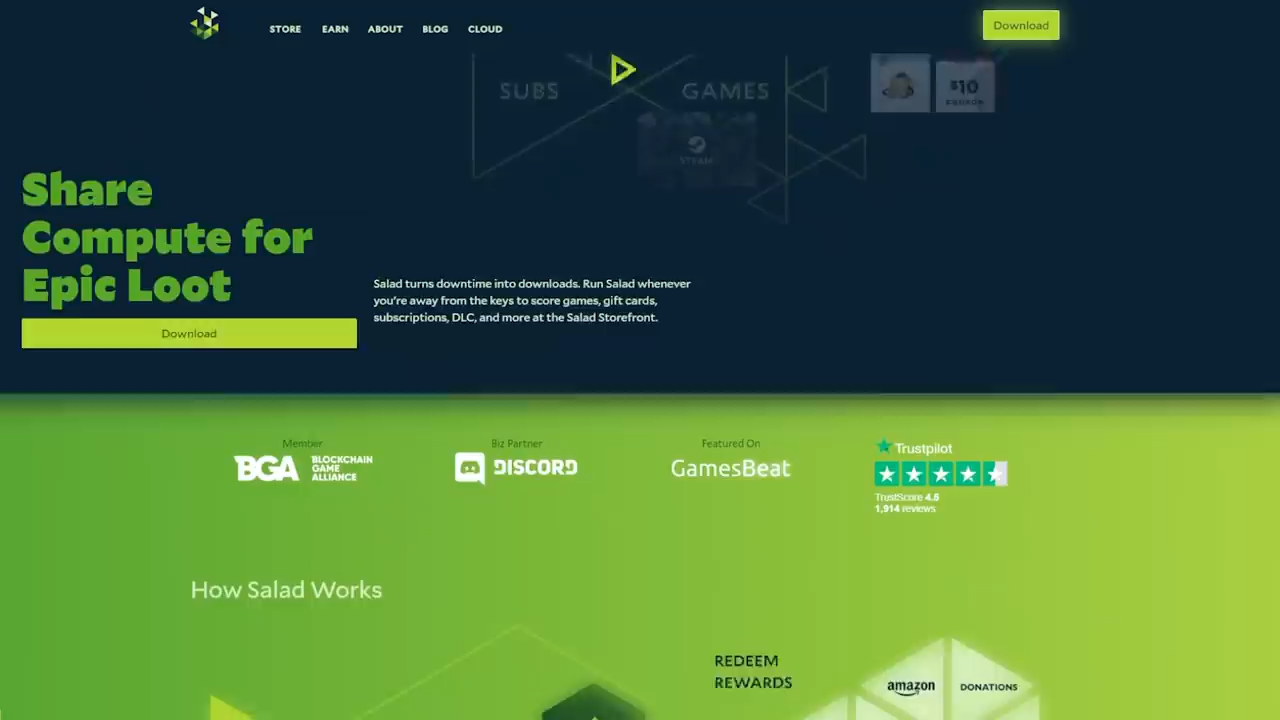 STORE EARN ABOUT BLOG CLOUD
Download
SUBS
GAMES
$10
STEAM
Share
Compute for
Epic Loot
Salad turns downtime into downloads. Run Salad whenever
you're away from the keys to score games, gift cards,
subscriptions, DLC, and more at the Salad Storefront.
Download
Member
BGA
BLOCKCHAIN
GAME
ALLIANCE
Biz Partner
DISCORD
Featured On
GamesBeat
Trustpilot
TrustScore 4.6
1,914 reviews
How Salad Works
REDEEM
REWARDS
amazon
DONATIONS